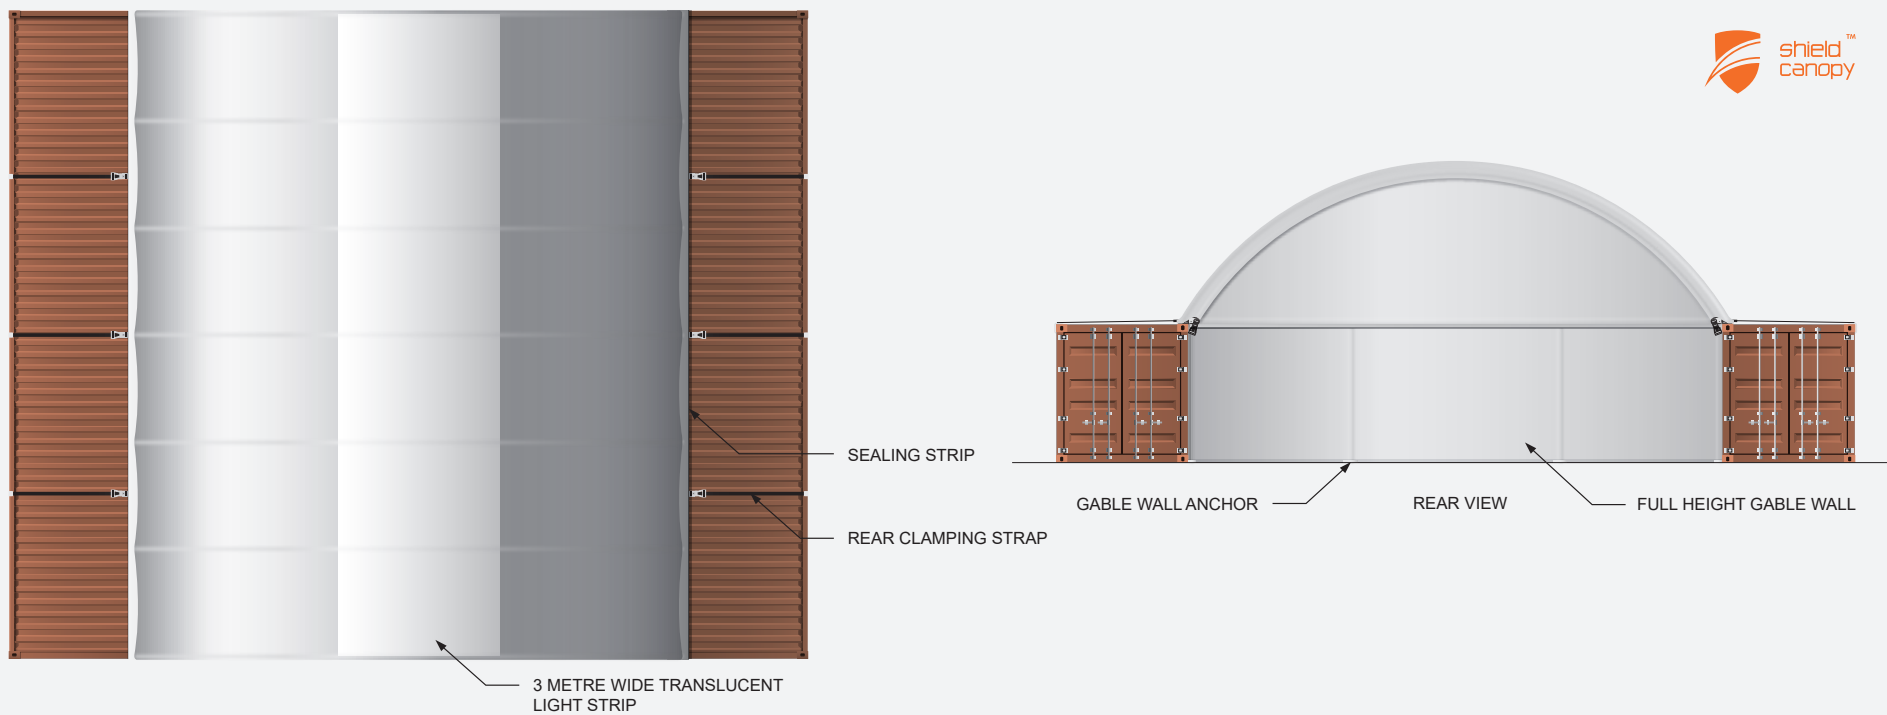 shield ™
canopy
SEALING STRIP
REAR CLAMPING STRAP
3 METRE WIDE TRANSLUCENT
LIGHT STRIP
GABLE WALL ANCHOR
REAR VIEW
FULL HEIGHT GABLE WALL